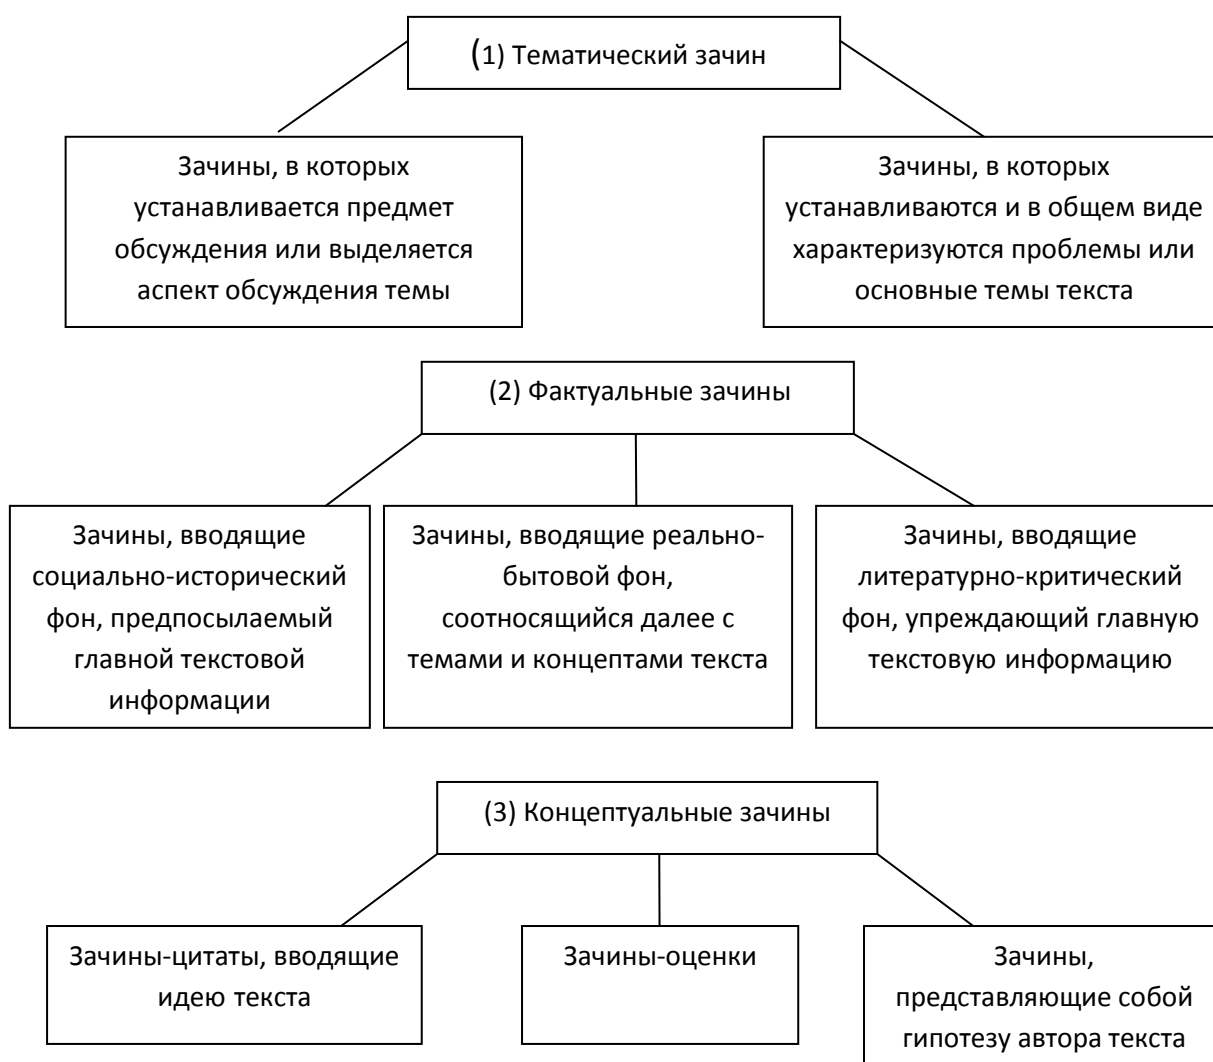 (1) Тематический зачин
Зачины, в которых
устанавливается предмет
обсуждения или выделяется
аспект обсуждения темы
Зачины, в которых
устанавливаются и в общем виде
характеризуются проблемы или
основные темы текста
(2) Фактуальные зачины
Зачины, вводящие
социально-исторический
фон, предпосылаемый
главной текстовой
информации
Зачины, вводящие реально-
бытовой фон,
соотносящийся далее с
темами и концептами текста
Зачины, вводящие
литературно-критический
фон, упреждающий главную
текстовую информацию
(3) Концептуальные зачины
Зачины-цитаты, вводящие
идею текста
Зачины-оценки
Зачины,
представляющие собой
гипотезу автора текста